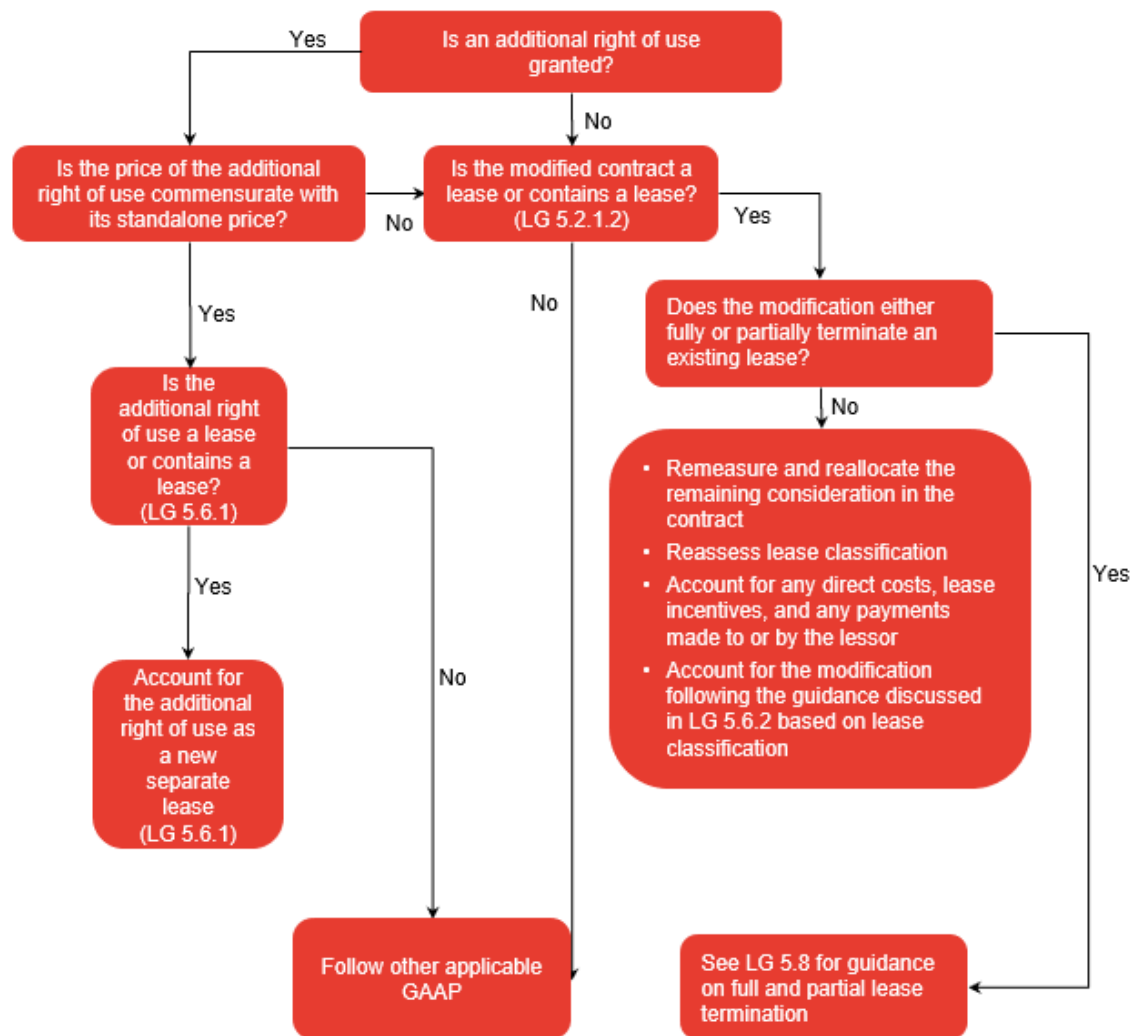 Is an additional right of use
granted?
Yes
No
Is the price of the additional
right of use commensurate with
its standalone price?
No
Is the modified contract a
lease or contains a lease?
(LG 5.2.1.2)
Yes
Yes
No
Does the modification either
fully or partially terminate an
existing lease?
Is the
additional right
of use a lease
or contains a
lease?
(LG 5.6.1)
No
• Remeasure and reallocate the
remaining consideration in the
contract
• Reassess lease classification
• Account for any direct costs, lease
incentives, and any payments
made to or by the lessor
• Account for the modification
following the guidance discussed
in LG 5.6.2 based on lease
classification
Yes
Yes
No
Account for
the additional
right of use as
a new
separate
lease
(LG 5.6.1)
Follow other applicable
GAAP
See LG 5.8 for guidance
on full and partial lease
termination